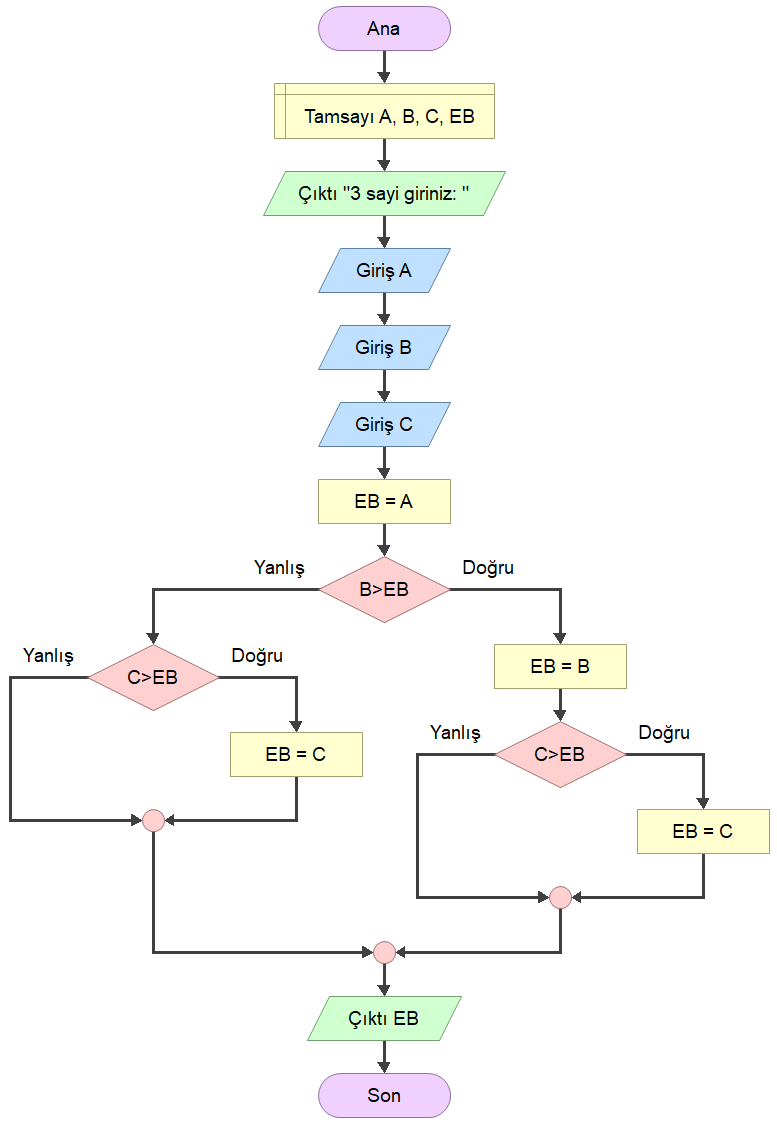 Ana
Tamsayı A, B, C, EB
Çıktı "3 sayi giriniz: "
Giriş A
Giriş B
Giriş C
EB = A
Yanlış
B>EB
Doğru
Yanlış
C>EB
Doğru
EB = C
EB = B
Yanlış
C>EB
Doğru
EB = C
Çıktı EB
Son